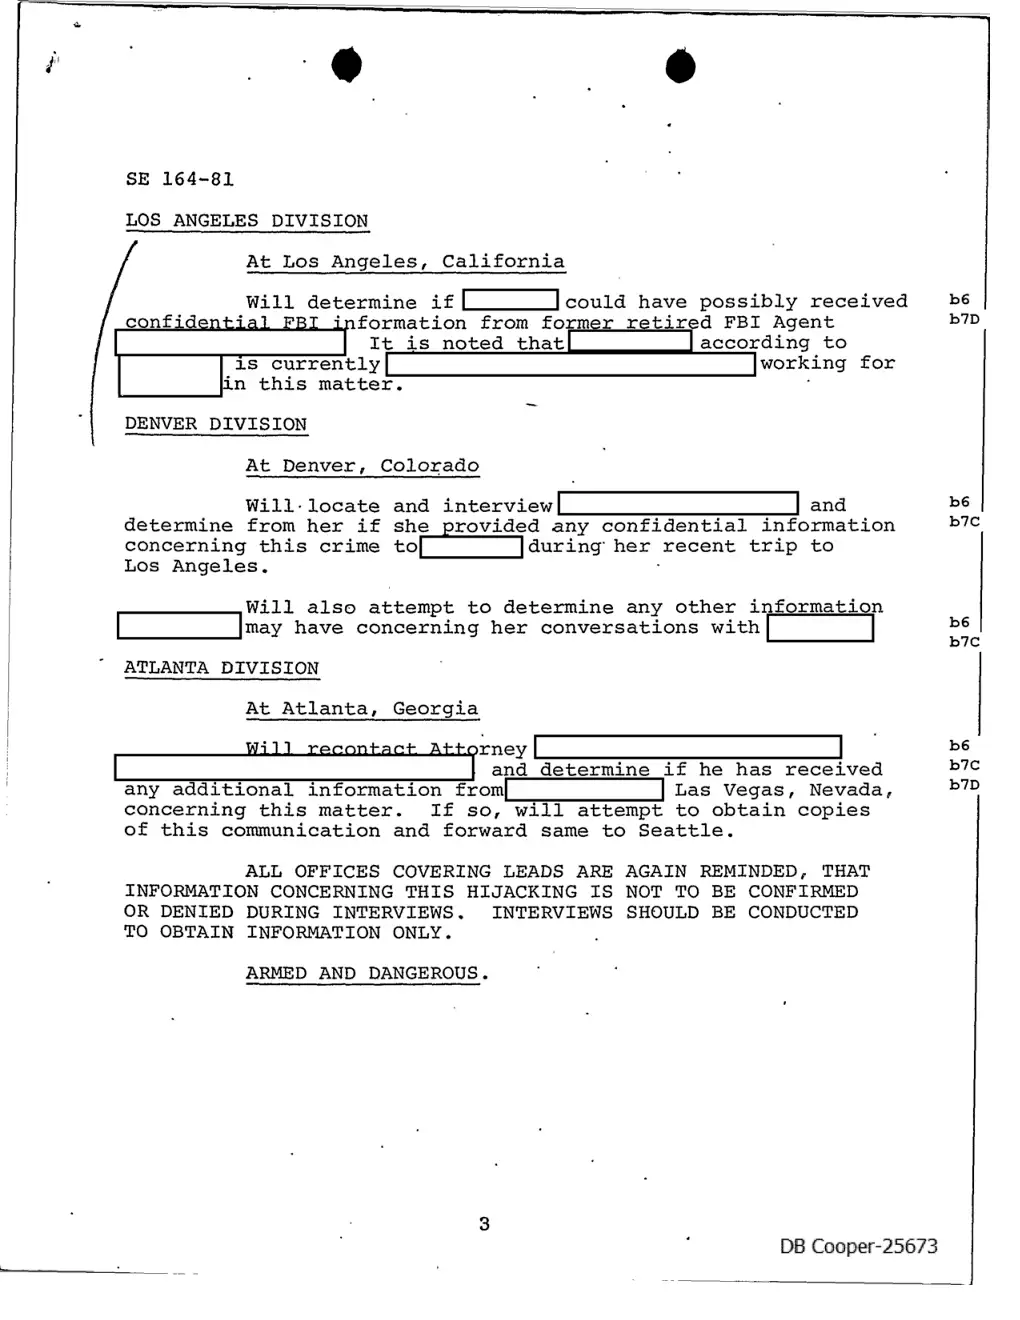 SE 164-81
LOS ANGELES DIVISION
At Los Angeles, California
Will determine if could have possibly received b6
confidential FBI information from former retired FBI Agent b7D
It is noted that according to
is currently working for
in this matter.
DENVER DIVISION
At Denver, Colorado
Will locate and interview and b6
determine from her if she provided any confidential information b7C
concerning this crime to during her recent trip to
Los Angeles.
Will also attempt to determine any other information
may have concerning her conversations with b6
b7C
ATLANTA DIVISION
At Atlanta, Georgia
Will recontact Attorney b6
and determine if he has received b7C
any additional information from Las Vegas, Nevada, b7D
concerning this matter. If so, will attempt to obtain copies
of this communication and forward same to Seattle.
ALL OFFICES COVERING LEADS ARE AGAIN REMINDED, THAT
INFORMATION CONCERNING THIS HIJACKING IS NOT TO BE CONFIRMED
OR DENIED DURING INTERVIEWS. INTERVIEWS SHOULD BE CONDUCTED
TO OBTAIN INFORMATION ONLY.
ARMED AND DANGEROUS.
3
DB Cooper-25673